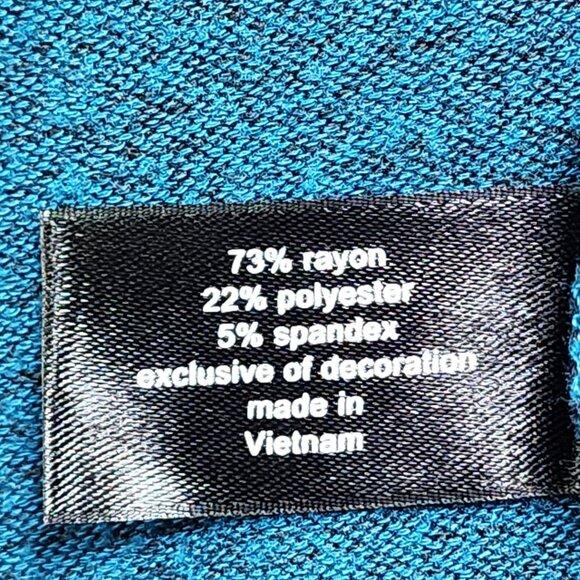 73% rayon
22% polyester
5% spandex
exclusive of decoration
made in
Vietnam